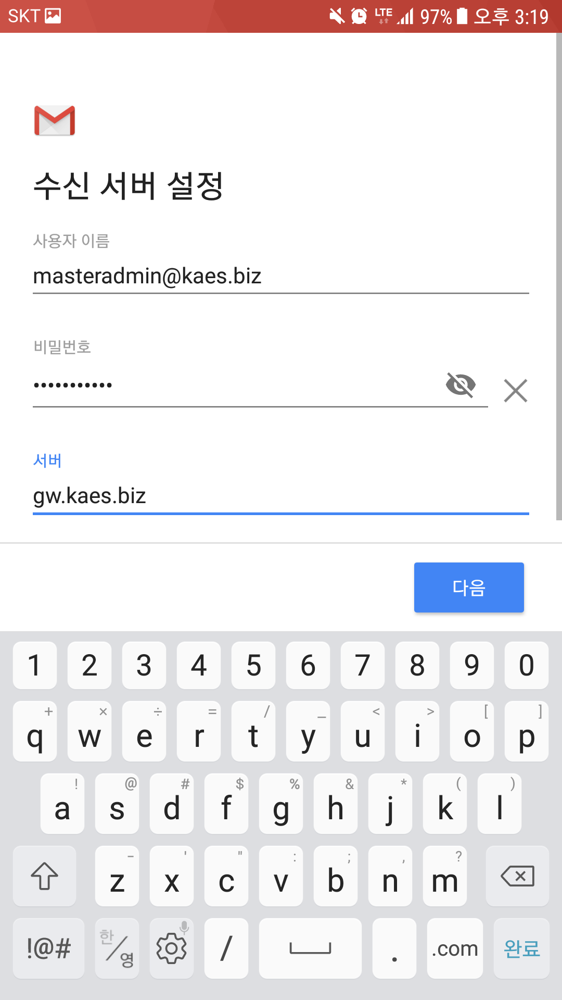 SKT LTE 97% 오후 3:19
수신 서버 설정
사용자 이름
masteradmin@kaes.biz
비밀번호
•••••••••••
서버
gw.kaes.biz
다음
1 2 3 4 5 6 7 8 9 0
+ × ÷ = / _ < > [ ]
q w e r t y u i o p
! @ # $ % & * ( )
a s d f g h j k l
- ' " : ; , ?
z x c v b n m
!@# 한/영 / . .com 완료